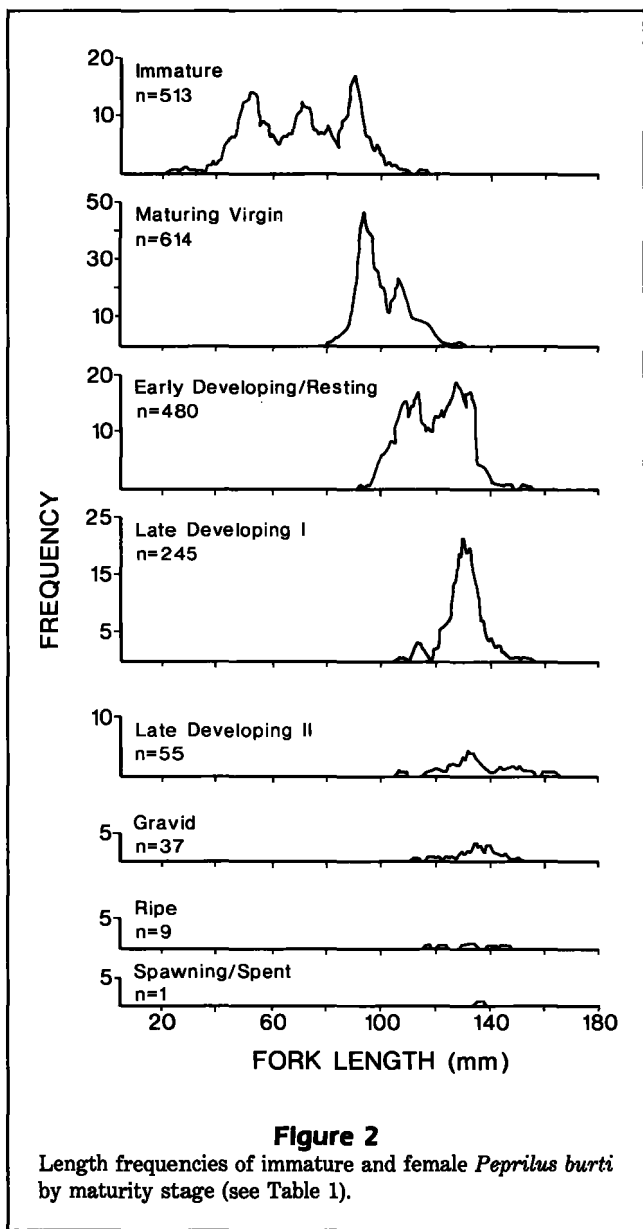 20
10
Immature
n=513
50
30
10
Maturing Virgin
n=614
20
10
Early Developing/Resting
n=480
25
15
5
Late Developing I
n=245
10
Late Developing II
n=55
5
Gravid
n=37
5
Ripe
n=9
5
Spawning/Spent
n=1
FREQUENCY
20 60 100 140 180
FORK LENGTH (mm)
Figure 2
Length frequencies of immature and female Peprilus burti
by maturity stage (see Table 1).